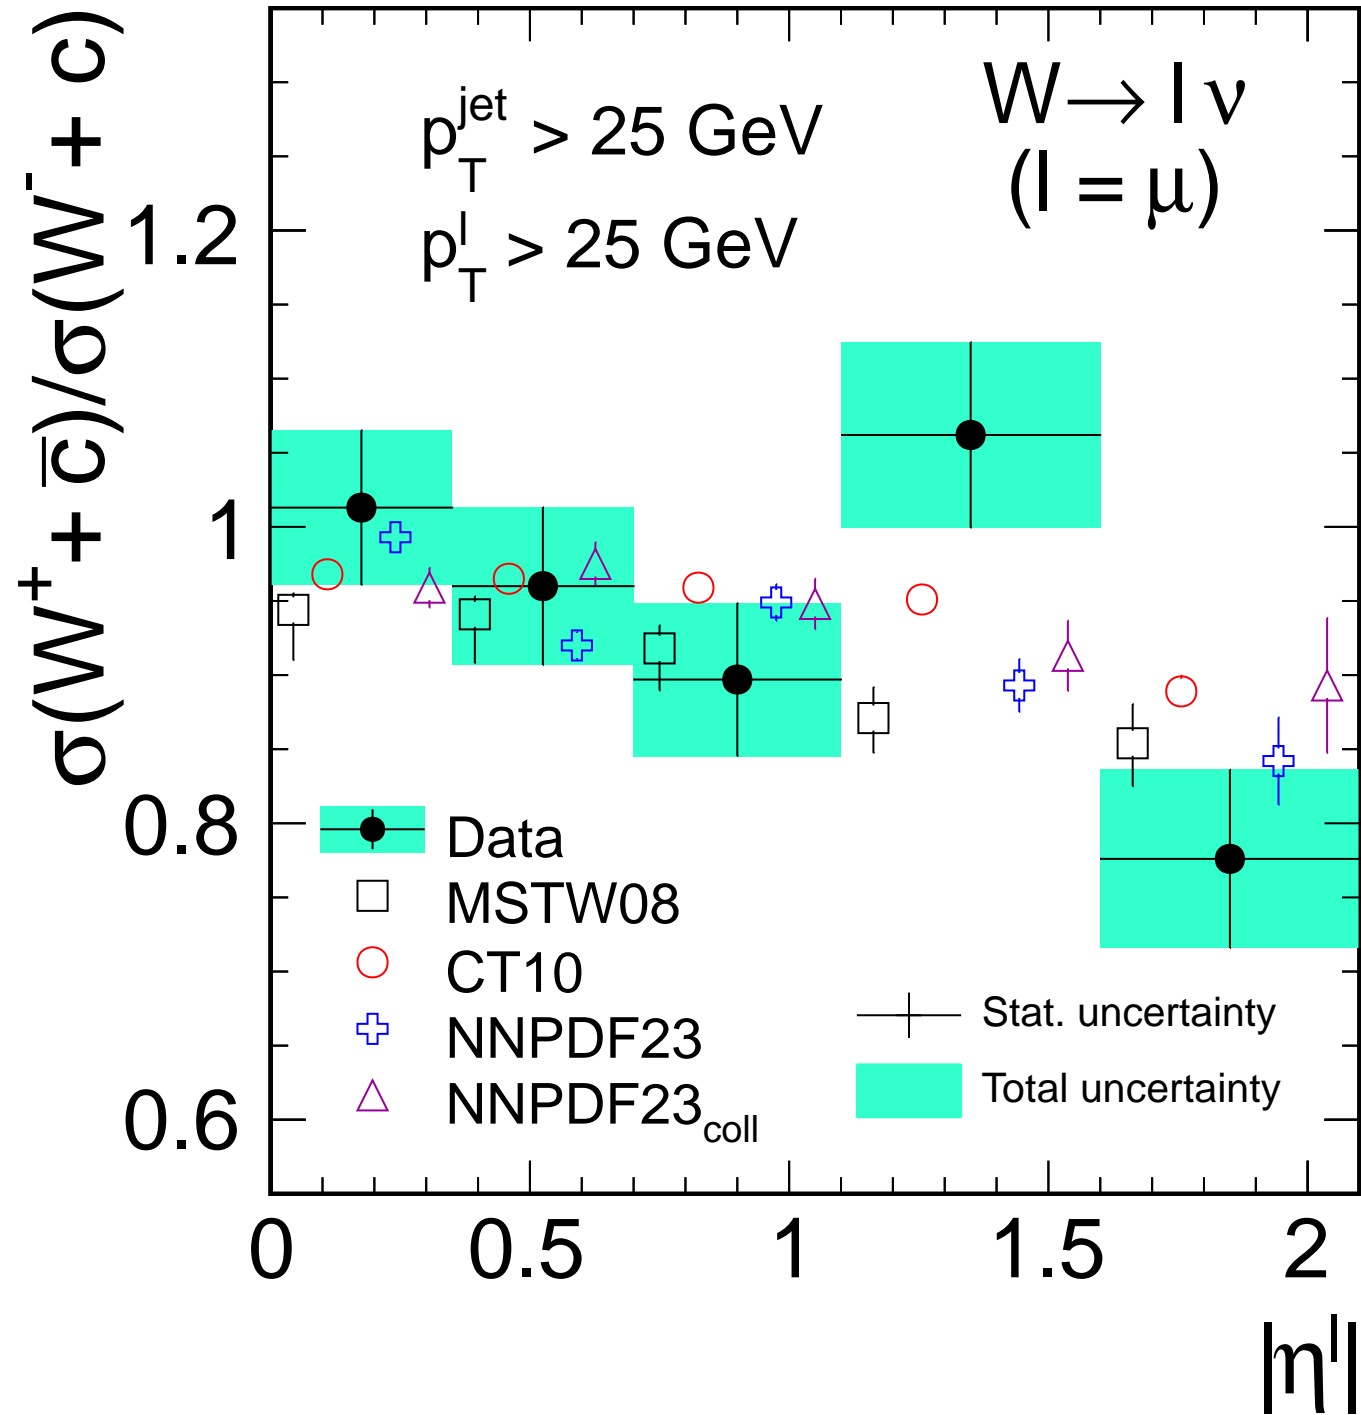 σ(W⁺ + c̅)/σ(W⁻ + c)
p_T^jet > 25 GeV
p_T^l > 25 GeV
W → l ν
(l = μ)
1.2
1
0.8
0.6
Data
MSTW08
CT10
NNPDF23
NNPDF23_coll
Stat. uncertainty
Total uncertainty
0 0.5 1 1.5 2
|η^l|